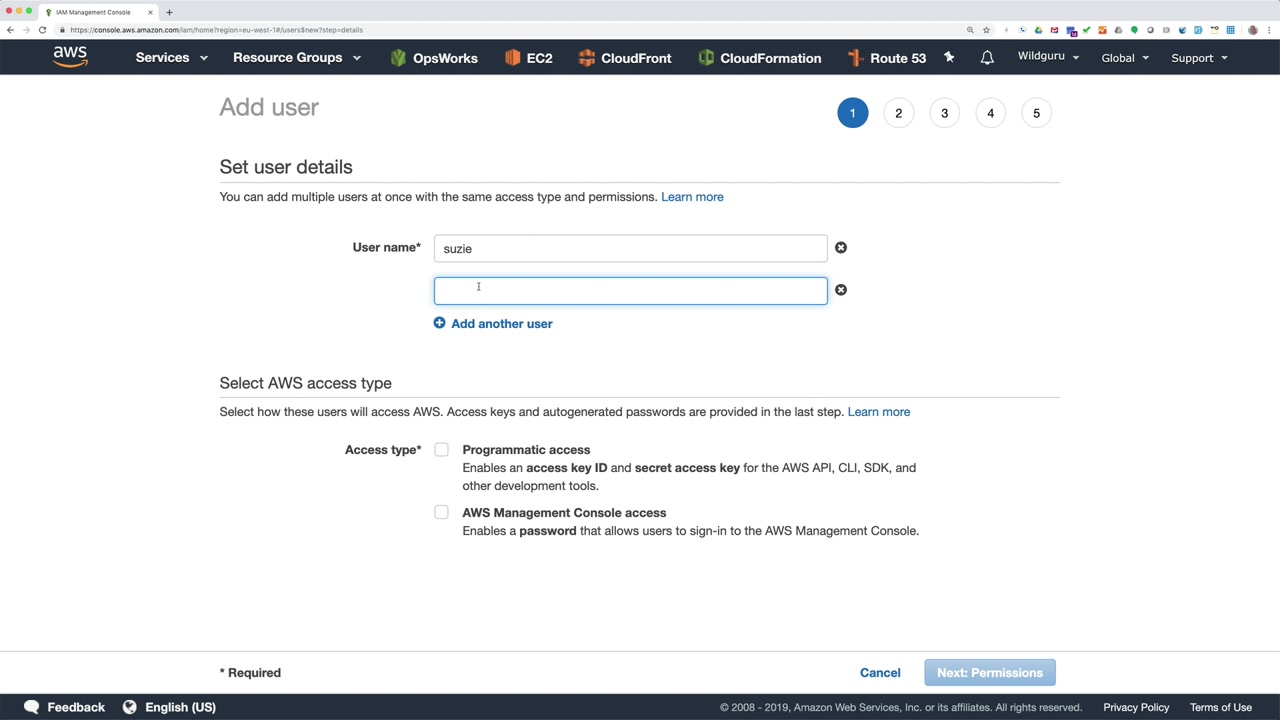 IAM Management Console
https://console.aws.amazon.com/iam/home?region=eu-west-1#/users$new?step=details
aws Services Resource Groups OpsWorks EC2 CloudFront CloudFormation Route 53 Wildguru Global Support
Add user
1 2 3 4 5
Set user details
You can add multiple users at once with the same access type and permissions. Learn more
User name* suzie
Add another user
Select AWS access type
Select how these users will access AWS. Access keys and autogenerated passwords are provided in the last step. Learn more
Access type* Programmatic access
Enables an access key ID and secret access key for the AWS API, CLI, SDK, and
other development tools.
AWS Management Console access
Enables a password that allows users to sign-in to the AWS Management Console.
* Required Cancel Next: Permissions
Feedback English (US) © 2008 - 2019, Amazon Web Services, Inc. or its affiliates. All rights reserved. Privacy Policy Terms of Use